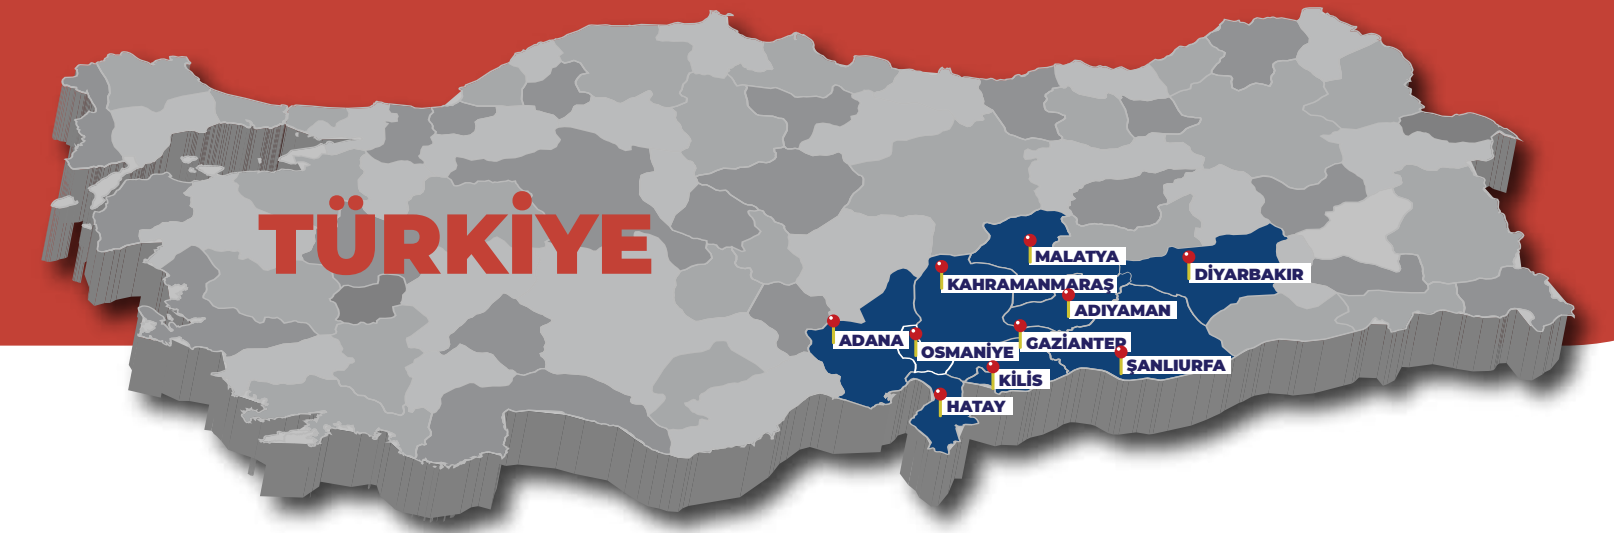 TÜRKİYE
MALATYA
DİYARBAKIR
KAHRAMANMARAŞ
ADIYAMAN
ADANA
GAZİANTEP
OSMANİYE
ŞANLIURFA
KİLİS
HATAY